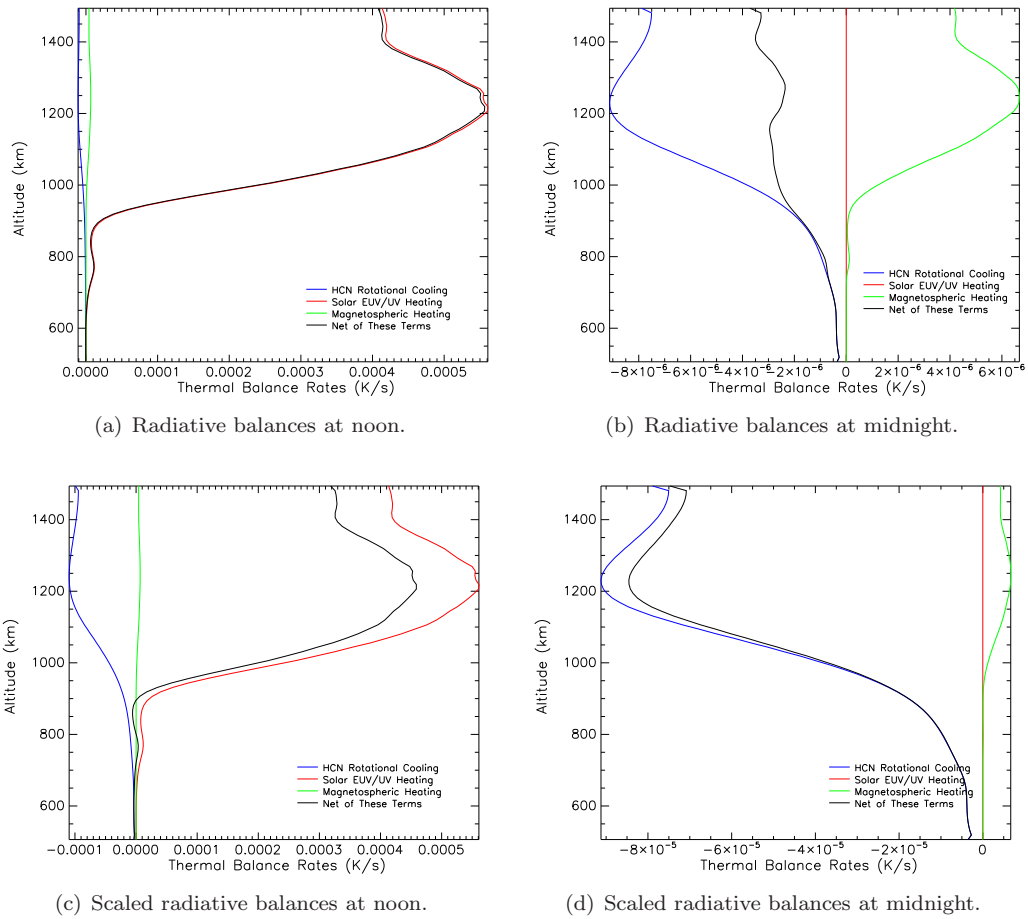 1400
1200
1000
800
600
Altitude (km)
HCN Rotational Cooling
Solar EUV/UV Heating
Magnetospheric Heating
Net of These Terms
0.0000 0.0001 0.0002 0.0003 0.0004 0.0005
Thermal Balance Rates (K/s)
(a) Radiative balances at noon.
1400
1200
1000
800
600
Altitude (km)
HCN Rotational Cooling
Solar EUV/UV Heating
Magnetospheric Heating
Net of These Terms
−8×10⁻⁶ −6×10⁻⁶ −4×10⁻⁶ −2×10⁻⁶ 0 2×10⁻⁶ 4×10⁻⁶ 6×10⁻⁶
Thermal Balance Rates (K/s)
(b) Radiative balances at midnight.
1400
1200
1000
800
600
Altitude (km)
HCN Rotational Cooling
Solar EUV/UV Heating
Magnetospheric Heating
Net of These Terms
−0.0001 0.0000 0.0001 0.0002 0.0003 0.0004 0.0005
Thermal Balance Rates (K/s)
(c) Scaled radiative balances at noon.
1400
1200
1000
800
600
Altitude (km)
HCN Rotational Cooling
Solar EUV/UV Heating
Magnetospheric Heating
Net of These Terms
−8×10⁻⁵ −6×10⁻⁵ −4×10⁻⁵ −2×10⁻⁵ 0
Thermal Balance Rates (K/s)
(d) Scaled radiative balances at midnight.